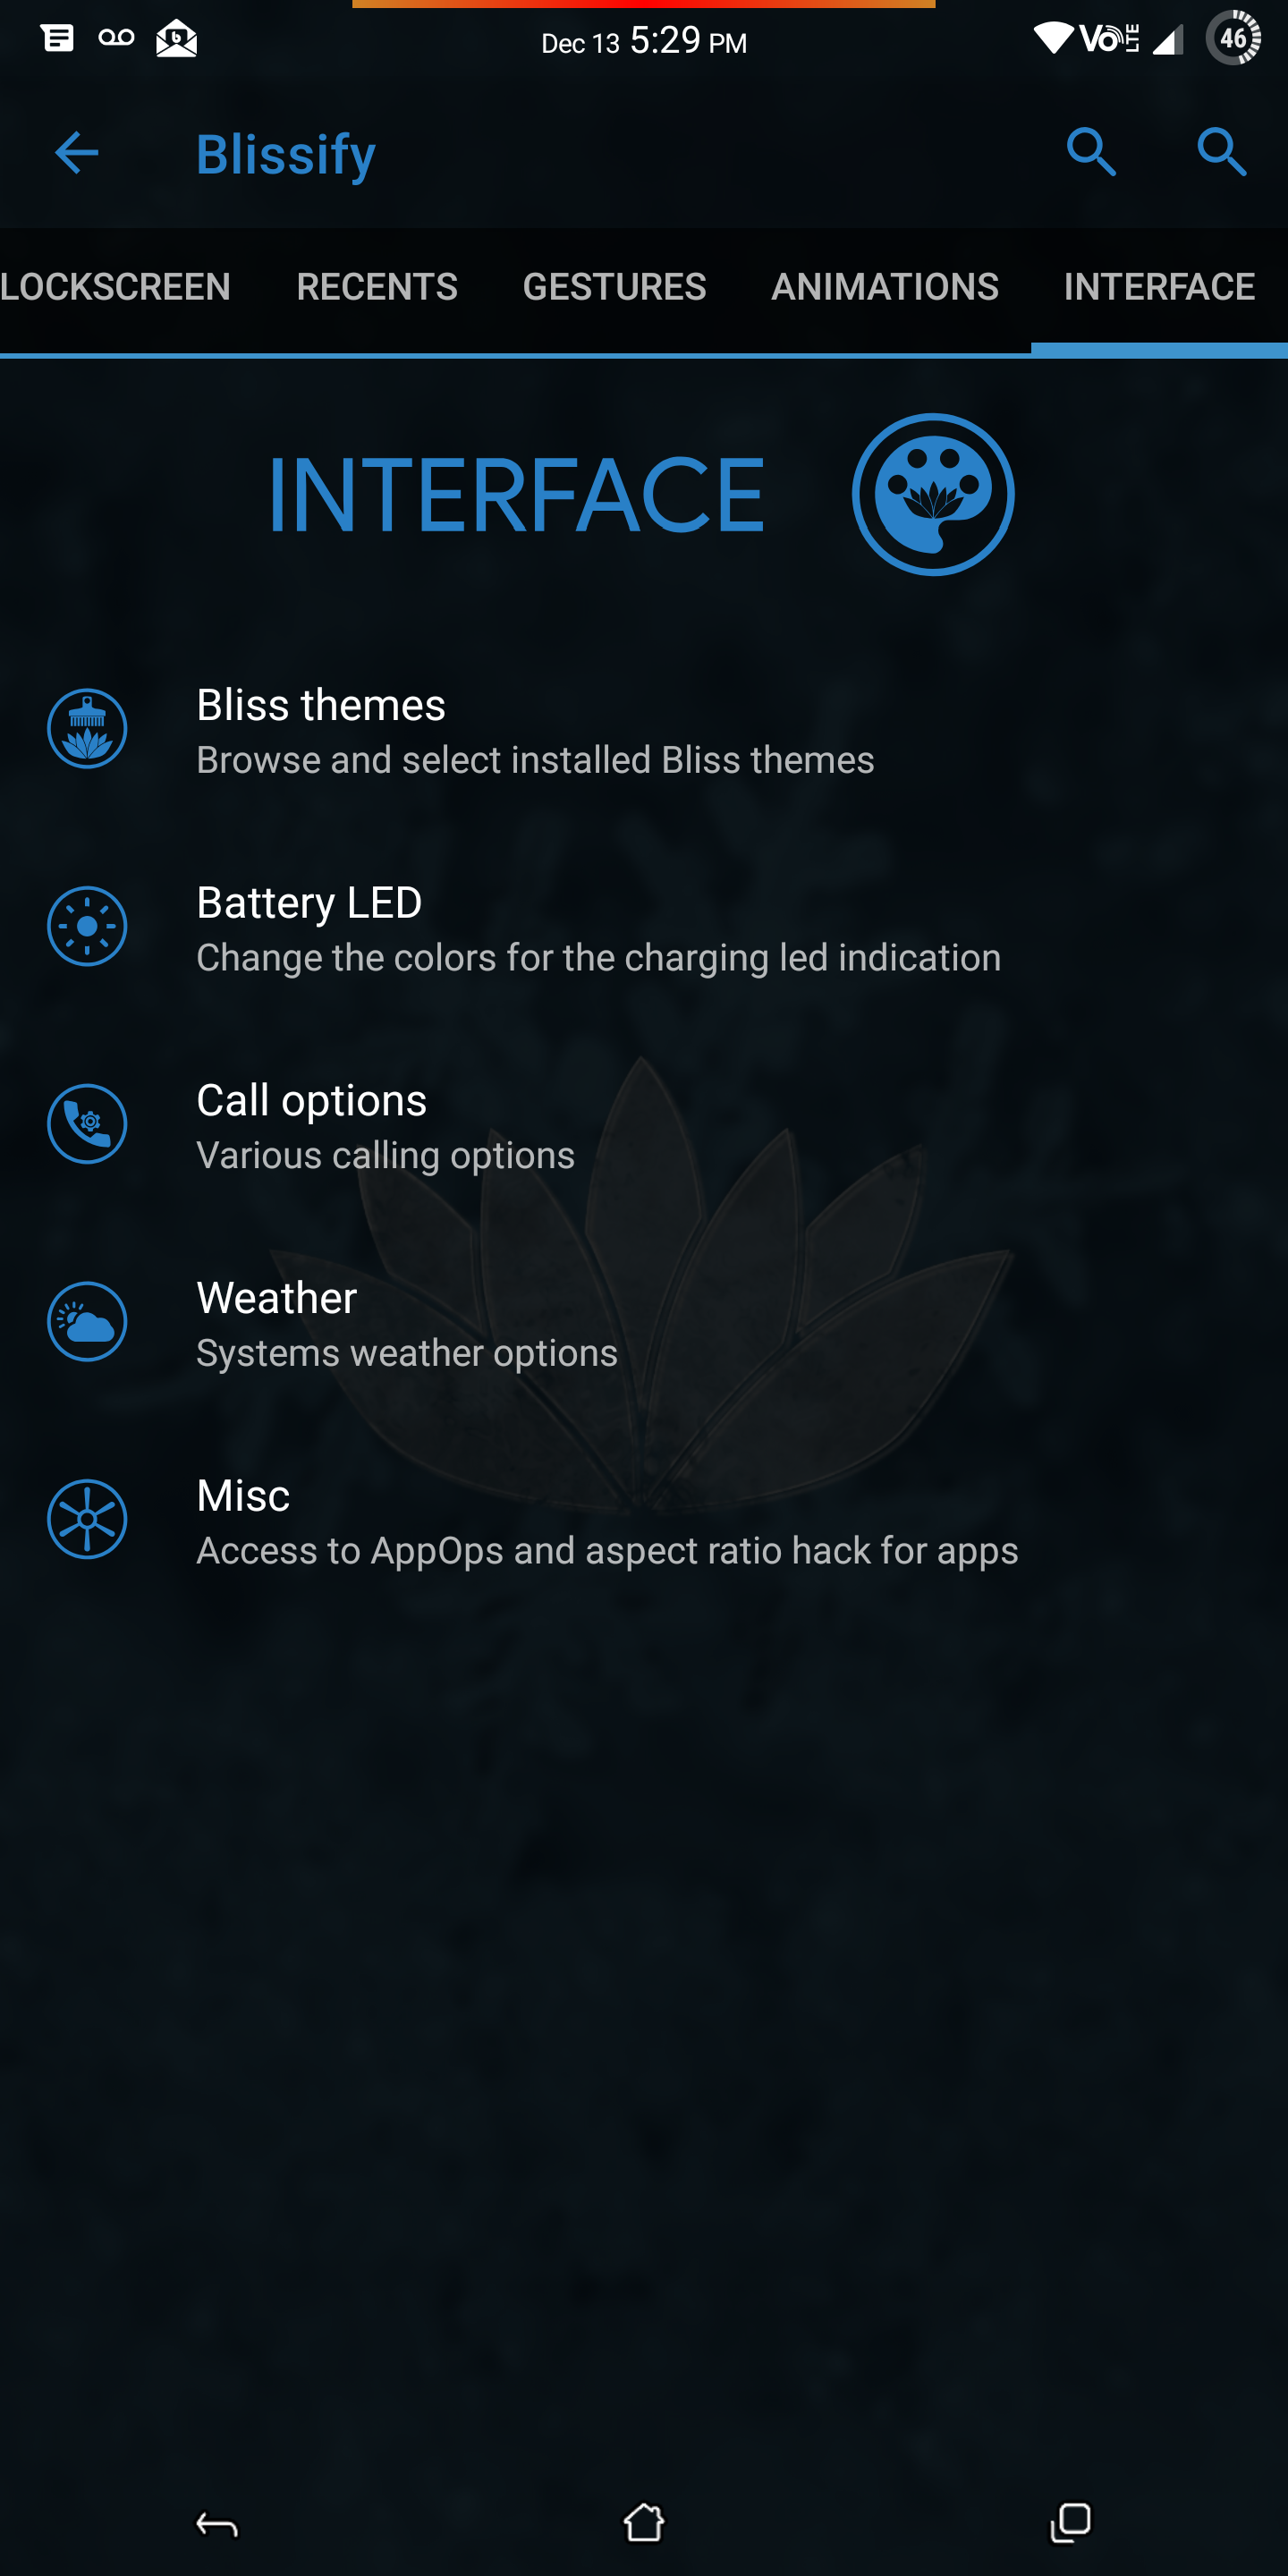 Dec 13 5:29 PM
VoLTE
46
Blissify
LOCKSCREEN RECENTS GESTURES ANIMATIONS INTERFACE
INTERFACE
Bliss themes
Browse and select installed Bliss themes
Battery LED
Change the colors for the charging led indication
Call options
Various calling options
Weather
Systems weather options
Misc
Access to AppOps and aspect ratio hack for apps